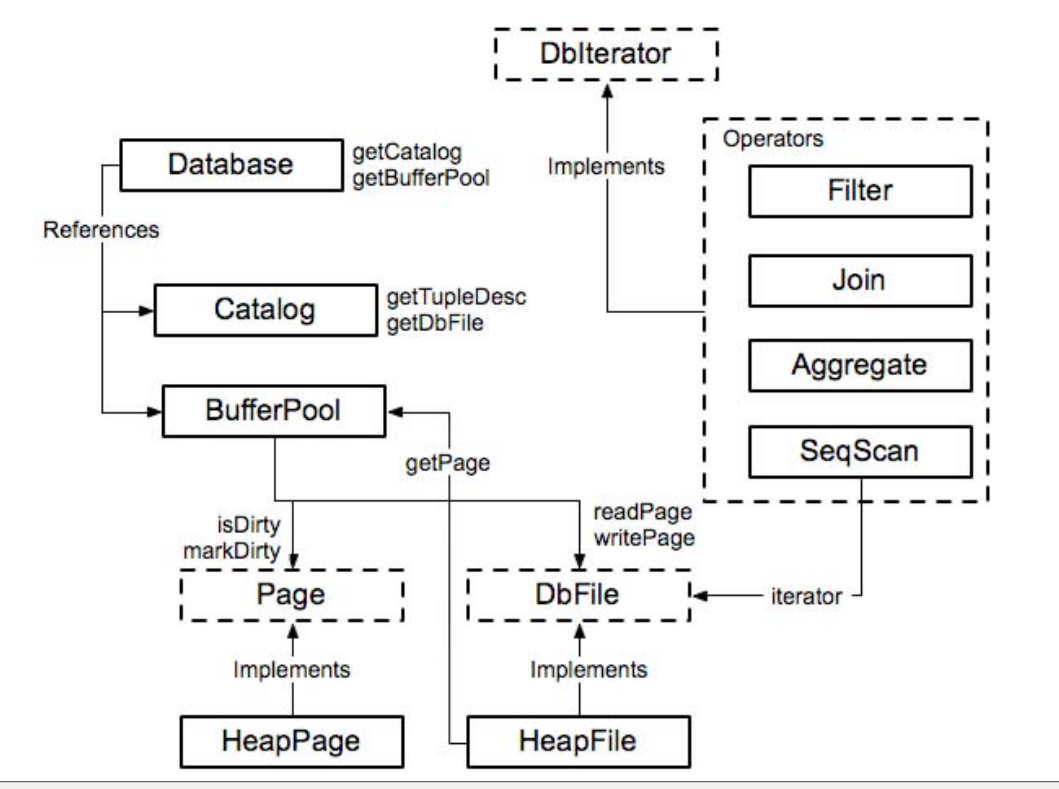 DbIterator
Operators
Implements
Filter
Database
getCatalog
getBufferPool
References
Join
Catalog
getTupleDesc
getDbFile
Aggregate
BufferPool
SeqScan
getPage
isDirty
markDirty
readPage
writePage
Page
DbFile
iterator
Implements
Implements
HeapPage
HeapFile